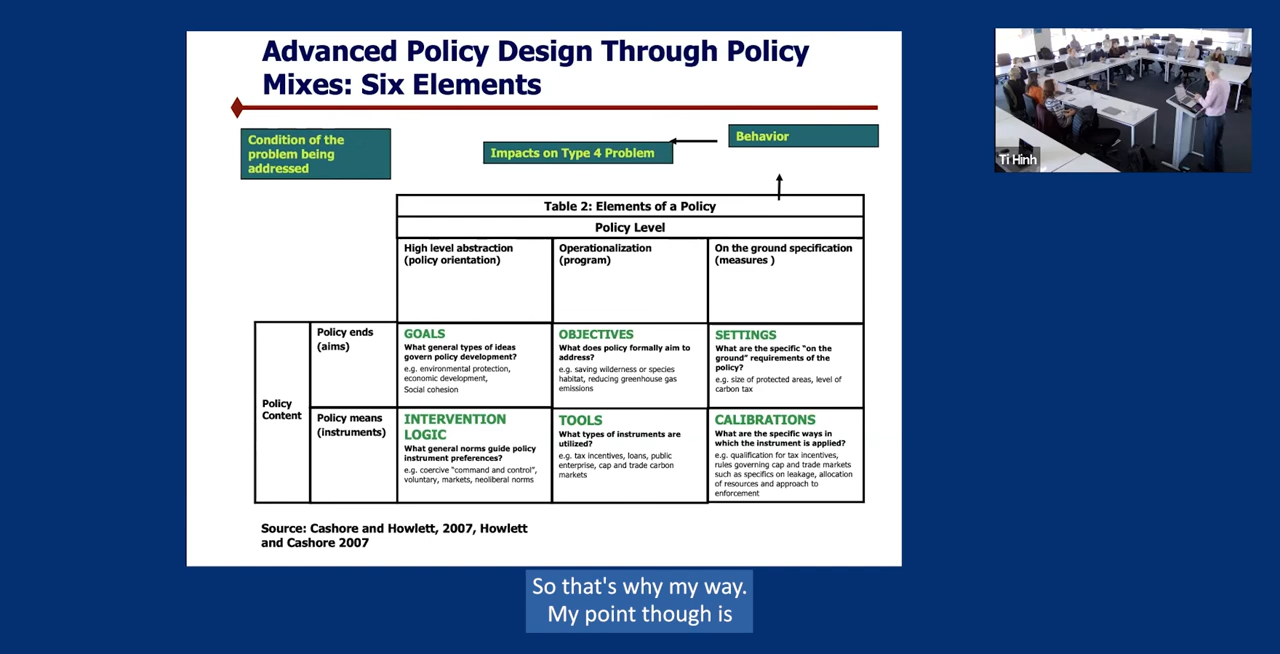 Advanced Policy Design Through Policy
Mixes: Six Elements
Condition of the
problem being
addressed
Impacts on Type 4 Problem
Behavior
Ti Hinh
Table 2: Elements of a Policy
Policy Level
High level abstraction
(policy orientation)
Operationalization
(program)
On the ground specification
(measures )
Policy
Content
Policy ends
(aims)
GOALS
What general types of ideas
govern policy development?
e.g. environmental protection,
economic development,
Social cohesion
OBJECTIVES
What does policy formally aim to
address?
e.g. saving wilderness or species
habitat, reducing greenhouse gas
emissions
SETTINGS
What are the specific “on the
ground” requirements of the
policy?
e.g. size of protected areas, level of
carbon tax
Policy means
(instruments)
INTERVENTION
LOGIC
What general norms guide policy
instrument preferences?
e.g. coercive “command and control”,
voluntary, markets, neoliberal norms
TOOLS
What types of instruments are
utilized?
e.g. tax incentives, loans, public
enterprise, cap and trade carbon
markets
CALIBRATIONS
What are the specific ways in
which the instrument is applied?
e.g. qualification for tax incentives,
rules governing cap and trade markets
such as specifics on leakage, allocation
of resources and approach to
enforcement
Source: Cashore and Howlett, 2007, Howlett
and Cashore 2007
So that's why my way.
My point though is